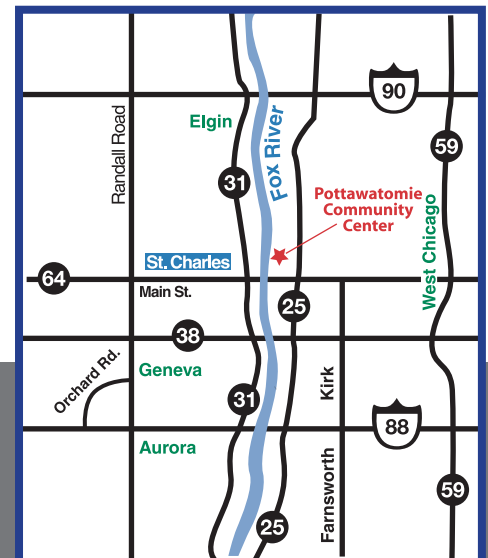 90
Elgin
Randall Road
Fox River
59
31
Pottawatomie
Community
Center
West Chicago
St. Charles
64
Main St.
25
38
Orchard Rd.
Geneva
Kirk
31
88
Aurora
Farnsworth
59
25